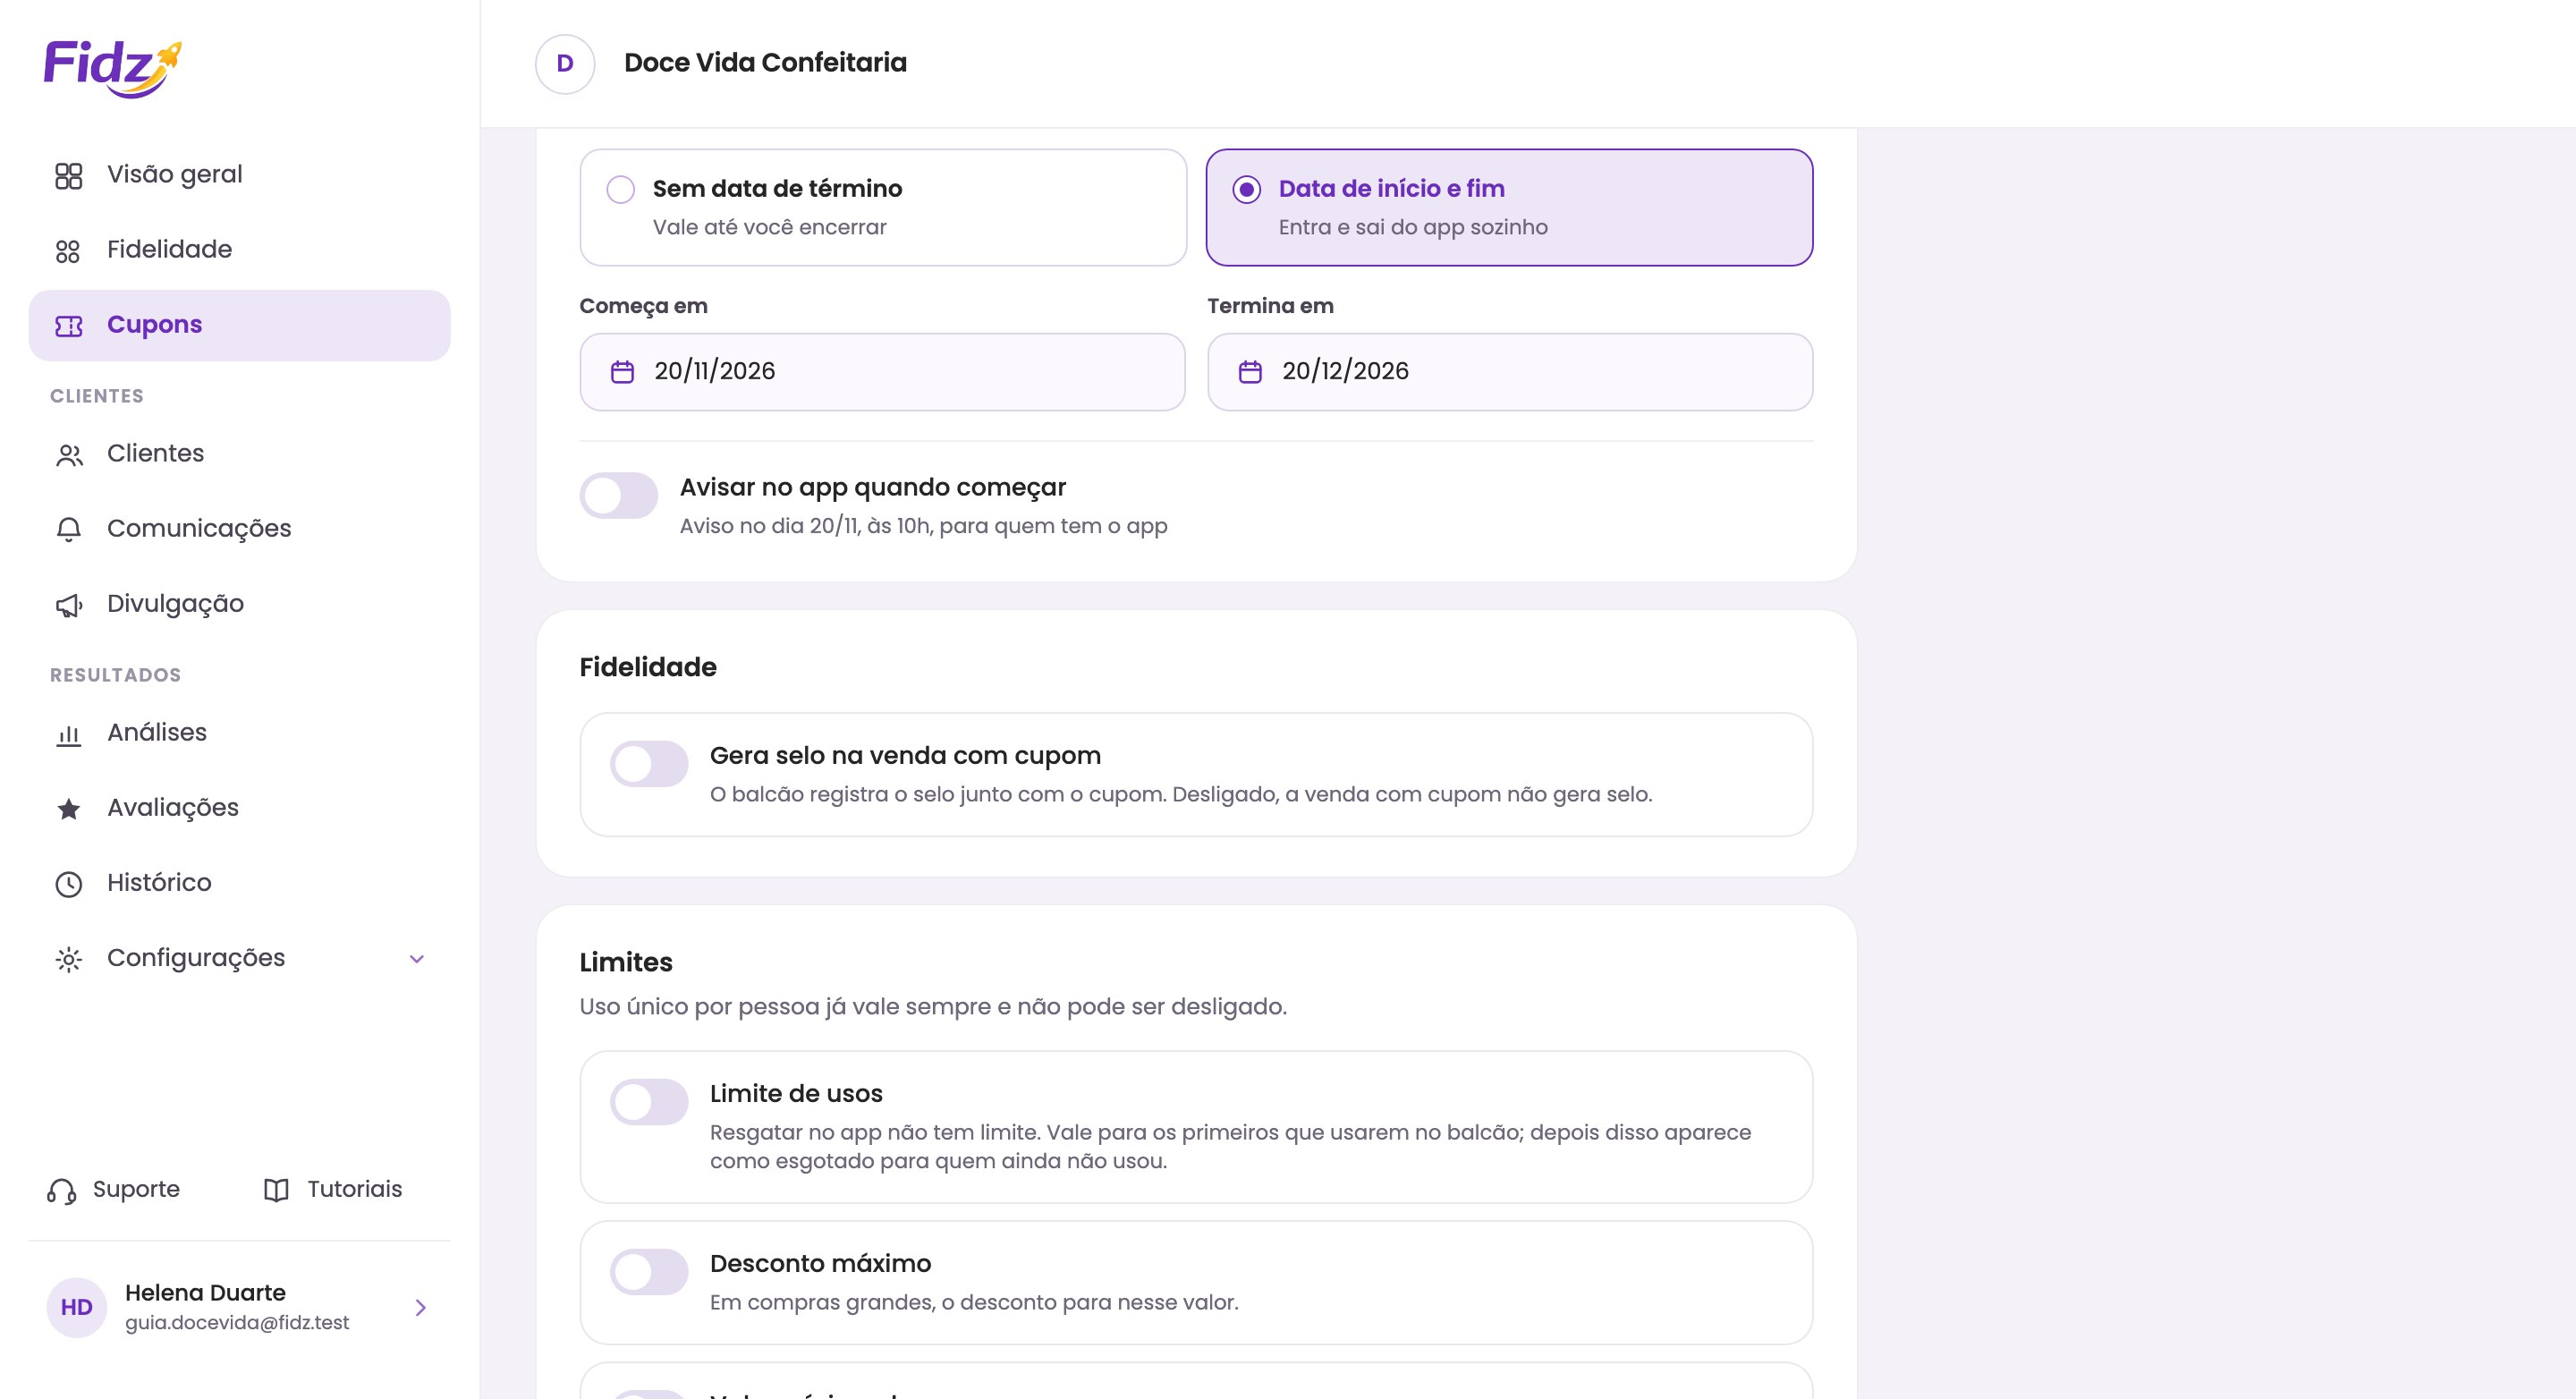 Fidz
Visão geral
Fidelidade
Cupons
CLIENTES
Clientes
Comunicações
Divulgação
RESULTADOS
Análises
Avaliações
Histórico
Configurações
Suporte
Tutoriais
HD
Helena Duarte
guia.docevida@fidz.test
D
Doce Vida Confeitaria
Sem data de término
Vale até você encerrar
Data de início e fim
Entra e sai do app sozinho
Começa em
20/11/2026
Termina em
20/12/2026
Avisar no app quando começar
Aviso no dia 20/11, às 10h, para quem tem o app
Fidelidade
Gera selo na venda com cupom
O balcão registra o selo junto com o cupom. Desligado, a venda com cupom não gera selo.
Limites
Uso único por pessoa já vale sempre e não pode ser desligado.
Limite de usos
Resgatar no app não tem limite. Vale para os primeiros que usarem no balcão; depois disso aparece
como esgotado para quem ainda não usou.
Desconto máximo
Em compras grandes, o desconto para nesse valor.